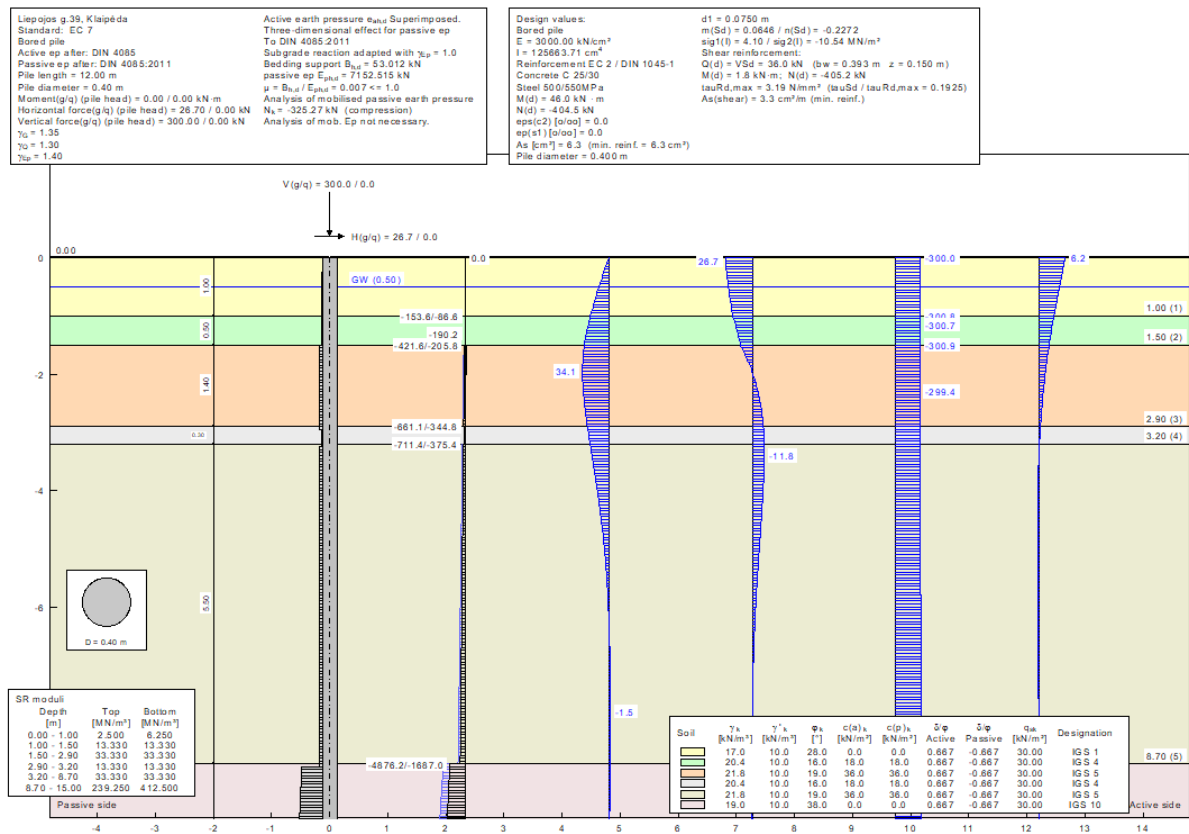 Liepojos g.39, Klaipėda
Standard: EC 7
Bored pile
Active ep after: DIN 4085
Passive ep after: DIN 4085:2011
Pile length = 12.00 m
Pile diameter = 0.40 m
Moment(g/q) (pile head) = 0.00 / 0.00 kN·m
Horizontal force(g/q) (pile head) = 26.70 / 0.00 kN
Vertical force(g/q) (pile head) = 300.00 / 0.00 kN
γG = 1.35
γQ = 1.30
γEp = 1.40
Active earth pressure eah,d Superimposed.
Three-dimensional effect for passive ep
To DIN 4085:2011
Subgrade reaction adapted with γEp = 1.0
Bedding support Bh,d = 53.012 kN
passive ep Eph,d = 7152.515 kN
µ = Bh,d / Eph,d = 0.007 <= 1.0
Analysis of mobilised passive earth pressure
Nk = -325.27 kN (compression)
Analysis of mob. Ep not necessary.
Design values:
Bored pile
E = 3000.00 kN/cm²
I = 125663.71 cm⁴
Reinforcement EC 2 / DIN 1045-1
Concrete C 25/30
Steel 500/550MPa
M(d) = 46.0 kN · m
N(d) = -404.5 kN
eps(c2) [o/oo] = 0.0
ep(s1) [o/oo] = 0.0
As [cm²] = 6.3 (min. reinf. = 6.3 cm²)
Pile diameter = 0.400 m
d1 = 0.0750 m
m(Sd) = 0.0646 / n(Sd) = -0.2272
sig1(I) = 4.10 / sig2(I) = -10.54 MN/m²
Shear reinforcement:
Q(d) = VSd = 36.0 kN (bw = 0.393 m z = 0.150 m)
M(d) = 1.8 kN·m; N(d) = -405.2 kN
tauRd,max = 3.19 N/mm² (tauSd / tauRd,max = 0.1925)
As(shear) = 3.3 cm²/m (min. reinf.)
V(g/q) = 300.0 / 0.0
H(g/q) = 26.7 / 0.0
0.00
0
0.0
26.7
-300.0
6.2
GW (0.50)
1.00
-153.6/-86.6
-300.8
1.00 (1)
-300.7
0.50
-190.2
1.50 (2)
-421.6/-205.8
-300.9
-2
34.1
1.40
-299.4
-661.1/-344.8
2.90 (3)
0.30
3.20 (4)
-711.4/-375.4
-11.8
-4
-6
5.50
D = 0.40 m
-1.5
SR moduli
Depth Top Bottom
[m] [MN/m³] [MN/m³]
0.00 - 1.00 2.500 6.250
1.00 - 1.50 13.330 13.330
1.50 - 2.90 33.330 33.330
2.90 - 3.20 13.330 13.330
3.20 - 8.70 33.330 33.330
8.70 - 15.00 239.250 412.500
-4876.2/-1687.0
8.70 (5)
Soil γk [kN/m³] γ'k [kN/m³] φk [°] c(a)k [kN/m²] c(p)k [kN/m²] δ/φ Active δ/φ Passive qsk [kN/m²] Designation
17.0 10.0 28.0 0.0 0.0 0.667 -0.667 30.00 IGS 1
20.4 10.0 16.0 18.0 18.0 0.667 -0.667 30.00 IGS 4
21.8 10.0 19.0 36.0 36.0 0.667 -0.667 30.00 IGS 5
20.4 10.0 16.0 18.0 18.0 0.667 -0.667 30.00 IGS 4
21.8 10.0 19.0 36.0 36.0 0.667 -0.667 30.00 IGS 5
19.0 10.0 38.0 0.0 0.0 0.667 -0.667 30.00 IGS 10
Passive side
Active side
-4 -3 -2 -1 0 1 2 3 4 5 6 7 8 9 10 11 12 13 14